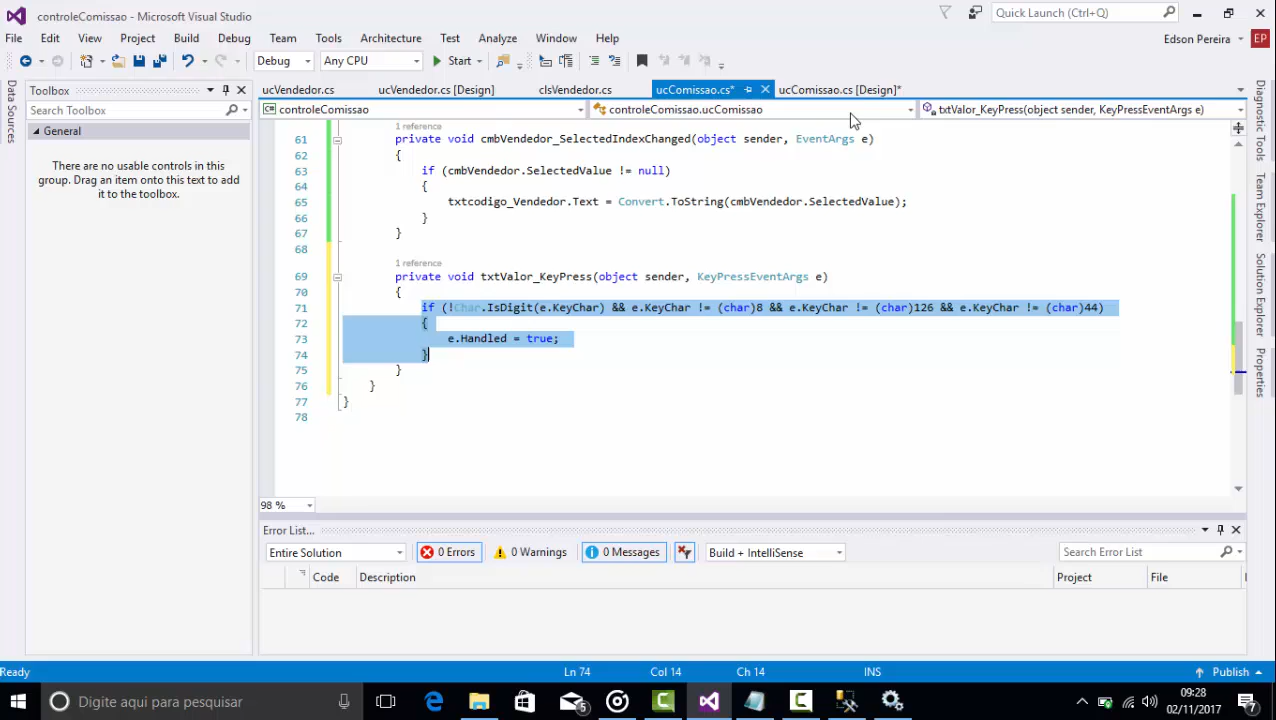 controleComissao - Microsoft Visual Studio
Quick Launch (Ctrl+Q)
File Edit View Project Build Debug Team Tools Architecture Test Analyze Window Help
Edson Pereira
EP
Debug
Any CPU
Start
Data Sources
Toolbox
Search Toolbox
General
There are no usable controls in this
group. Drag an item onto this text to add
it to the toolbox.
ucVendedor.cs
ucVendedor.cs [Design]
clsVendedor.cs
ucComissao.cs*
ucComissao.cs [Design]*
controleComissao
controleComissao.ucComissao
txtValor_KeyPress(object sender, KeyPressEventArgs e)
1 reference
61 private void cmbVendedor_SelectedIndexChanged(object sender, EventArgs e)
62 {
63 if (cmbVendedor.SelectedValue != null)
64 {
65 txtcodigo_Vendedor.Text = Convert.ToString(cmbVendedor.SelectedValue);
66 }
67 }
68
1 reference
69 private void txtValor_KeyPress(object sender, KeyPressEventArgs e)
70 {
71 if (!Char.IsDigit(e.KeyChar) && e.KeyChar != (char)8 && e.KeyChar != (char)126 && e.KeyChar != (char)44)
72 {
73 e.Handled = true;
74 }
75 }
76 }
77 }
78
98 %
Diagnostic Tools
Team Explorer
Solution Explorer
Properties
Error List...
Entire Solution
0 Errors
0 Warnings
0 Messages
Build + IntelliSense
Search Error List
Code Description Project File
Ready
Ln 74
Col 14
Ch 14
INS
Publish
Digite aqui para pesquisar
5
09:28
02/11/2017
7